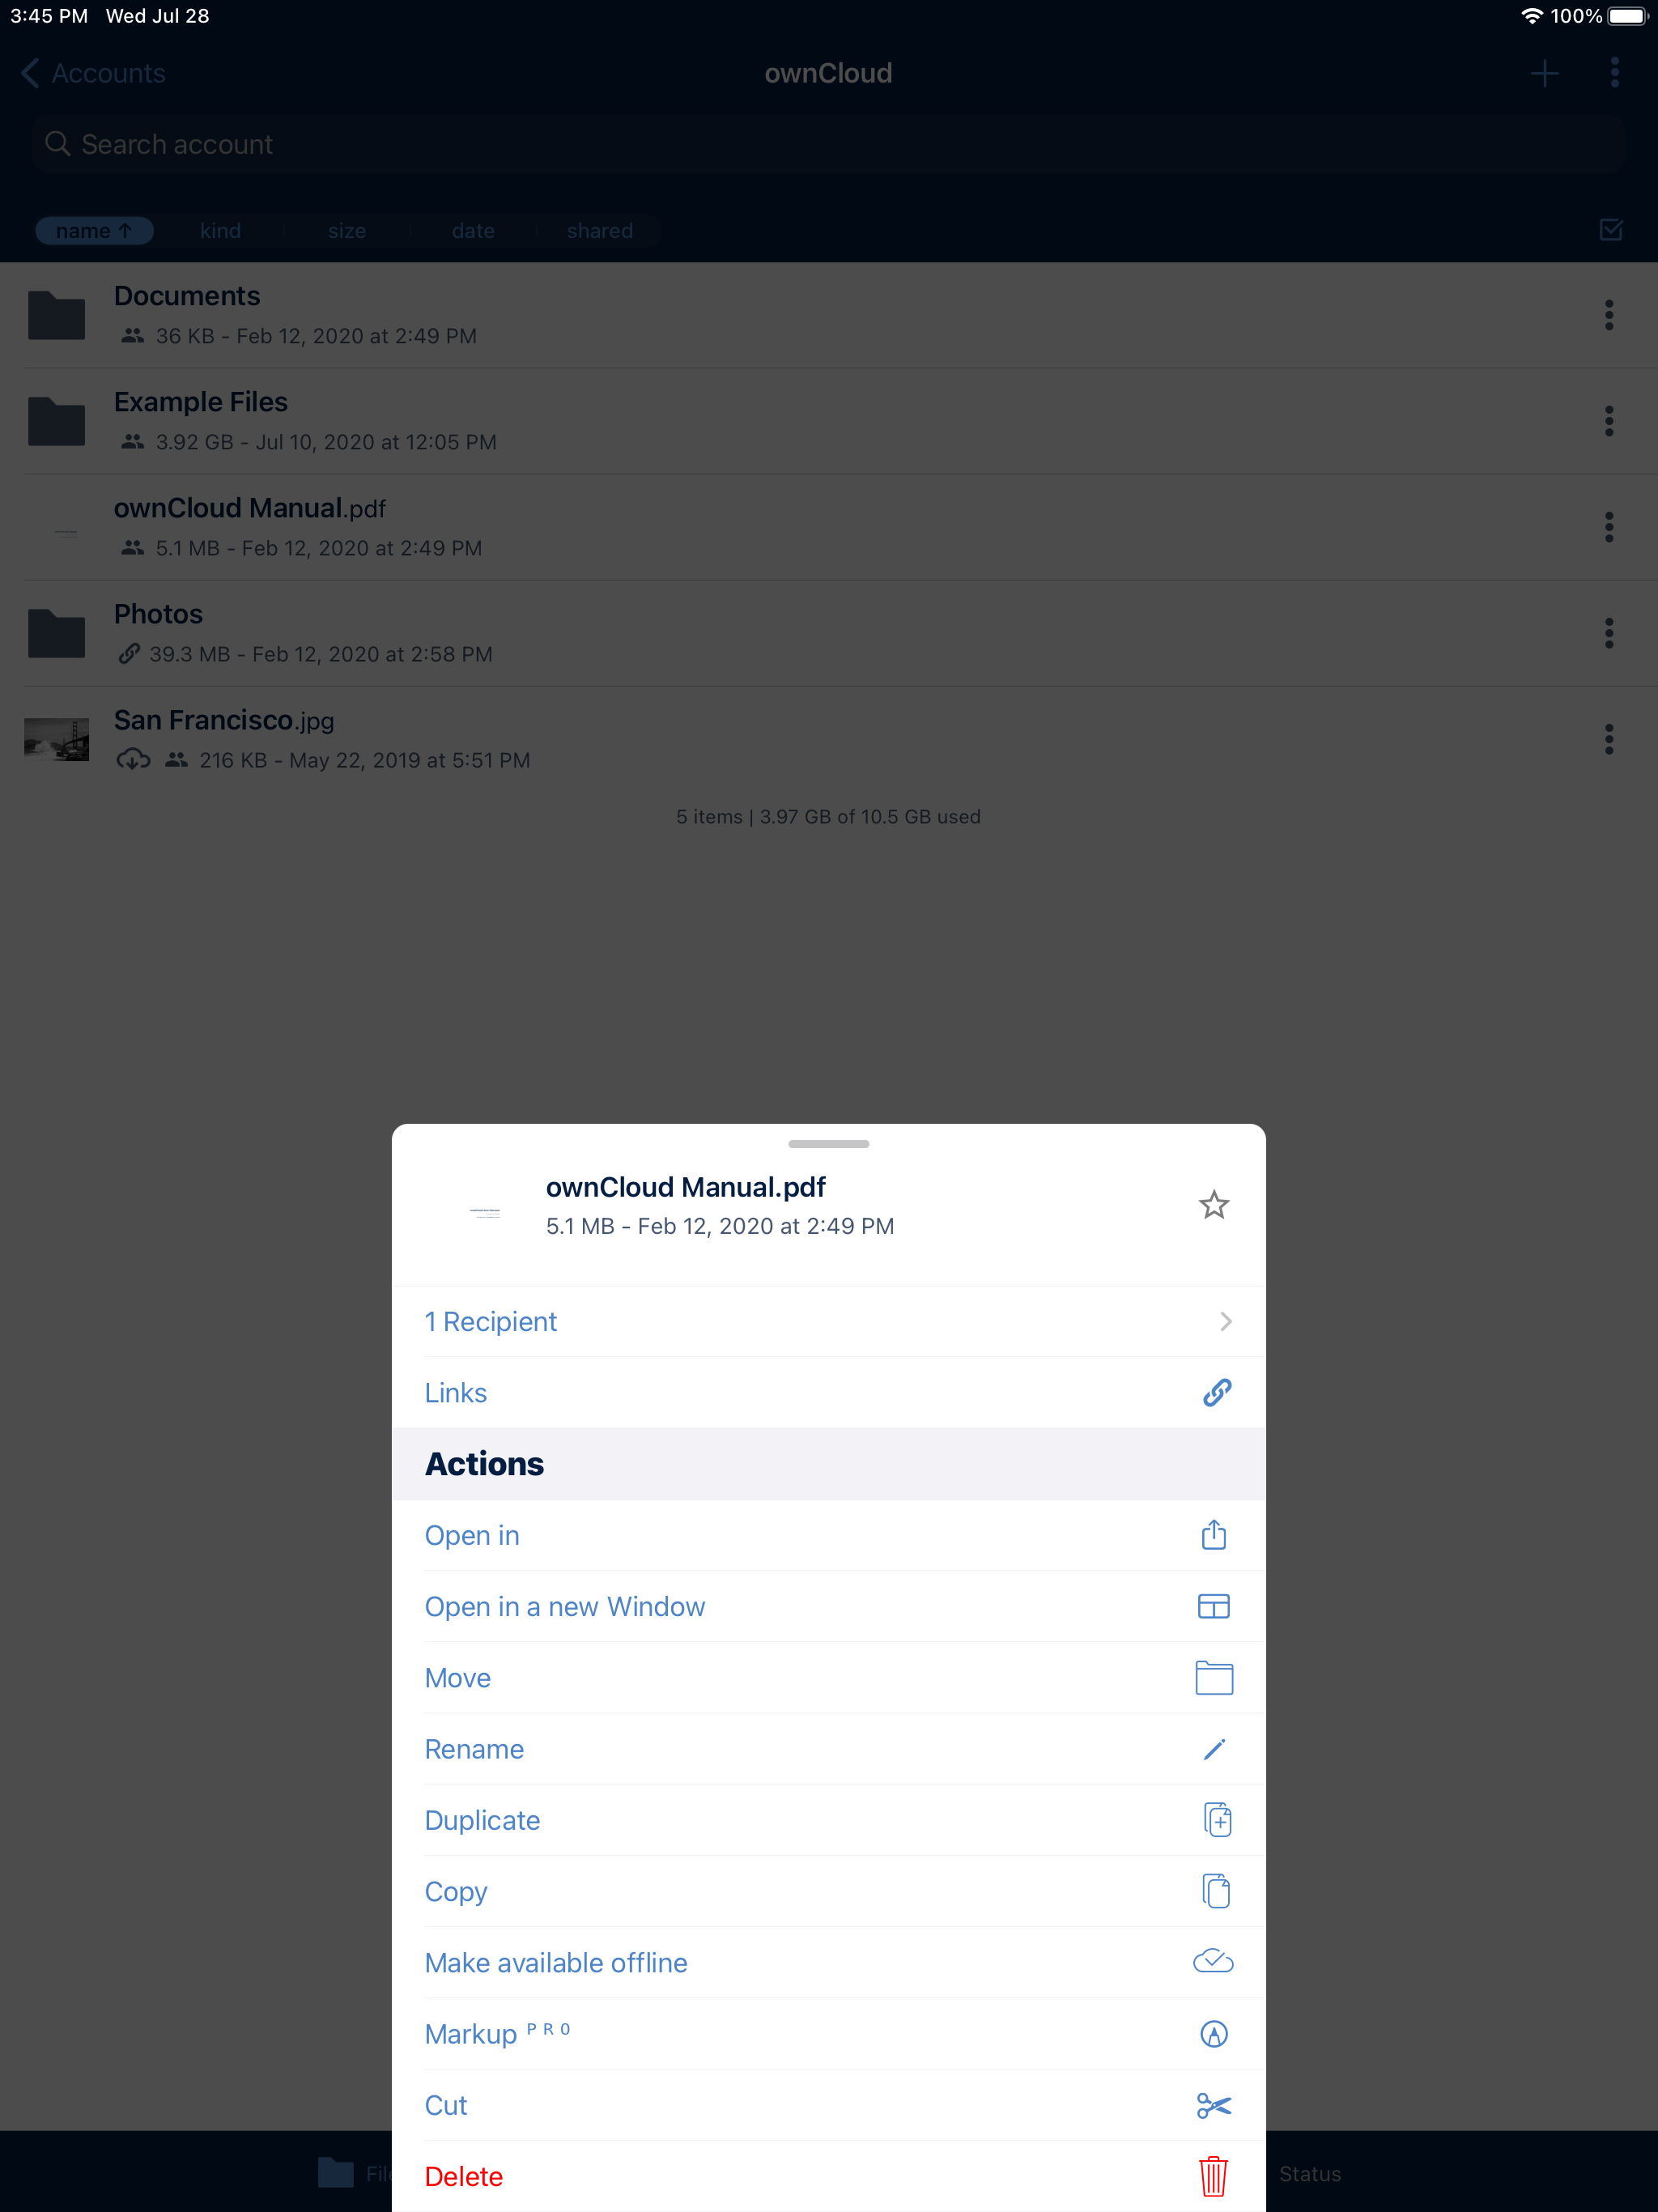 3:45 PM Wed Jul 28 100%
Accounts ownCloud
Search account
name ↑ kind size date shared
Documents
36 KB - Feb 12, 2020 at 2:49 PM
Example Files
3.92 GB - Jul 10, 2020 at 12:05 PM
ownCloud Manual.pdf
5.1 MB - Feb 12, 2020 at 2:49 PM
Photos
39.3 MB - Feb 12, 2020 at 2:58 PM
San Francisco.jpg
216 KB - May 22, 2019 at 5:51 PM
5 items | 3.97 GB of 10.5 GB used
ownCloud Manual.pdf
5.1 MB - Feb 12, 2020 at 2:49 PM
1 Recipient
Links
Actions
Open in
Open in a new Window
Move
Rename
Duplicate
Copy
Make available offline
Markup PRO
Cut
Delete
Status